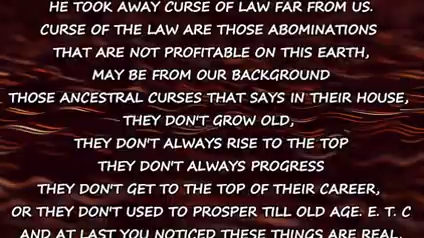 HE TOOK AWAY CURSE OF LAW FAR FROM US.
CURSE OF THE LAW ARE THOSE ABOMINATIONS
THAT ARE NOT PROFITABLE ON THIS EARTH,
MAY BE FROM OUR BACKGROUND
THOSE ANCESTRAL CURSES THAT SAYS IN THEIR HOUSE,
THEY DON'T GROW OLD,
THEY DON'T ALWAYS RISE TO THE TOP
THEY DON'T ALWAYS PROGRESS
THEY DON'T GET TO THE TOP OF THEIR CAREER,
OR THEY DON'T USED TO PROSPER TILL OLD AGE. E. T. C
AND AT LAST YOU NOTICED THESE THINGS ARE REAL,